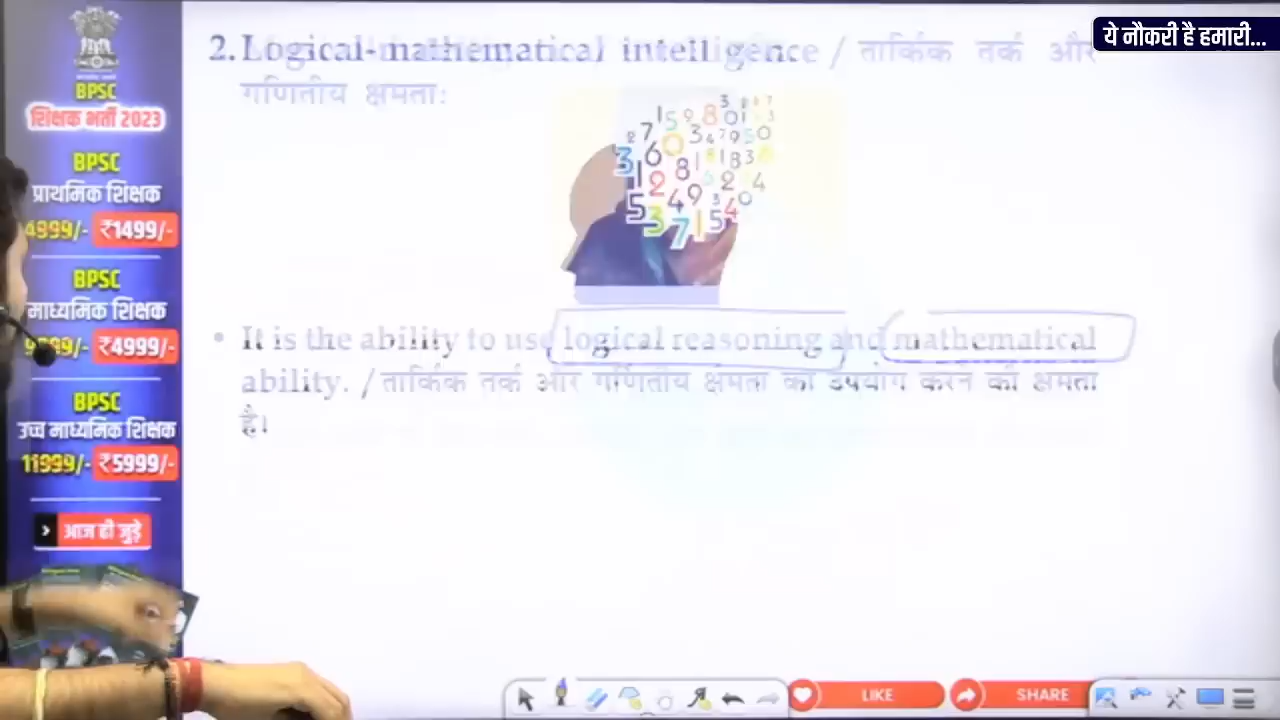 ये नौकरी है हमारी...
2. Logical-mathematical intelligence / तार्किक तर्क और
गणितीय क्षमताः
• It is the ability to use logical reasoning and mathematical
ability. / तार्किक तर्क और गणितीय क्षमता का उपयोग करने की क्षमता
है।
BPSC
शिक्षक भर्ती 2023
BPSC
प्राथमिक शिक्षक
4999/- ₹1499/-
BPSC
माध्यमिक शिक्षक
₹4999/-
BPSC
उच्च माध्यमिक शिक्षक
11999/- ₹5999/-
आज ही जुड़े
LIKE
SHARE